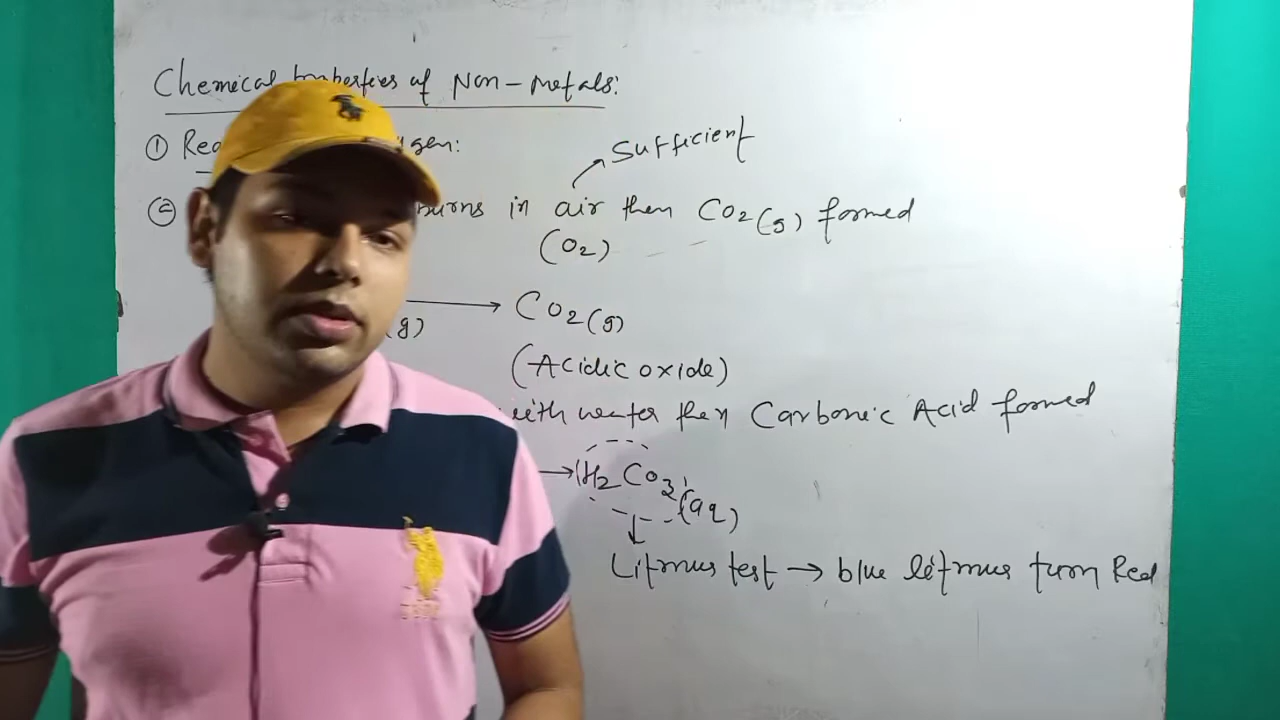 Chemical Properties of Non-Metals:
① Rea gen:
Sufficient
burns in air then CO2(g) formed
(O2)
(g) → CO2(g)
(Acidic oxide)
with water then Carbonic Acid formed
→ H2CO3(aq)
Litmus test → blue litmus turn Red